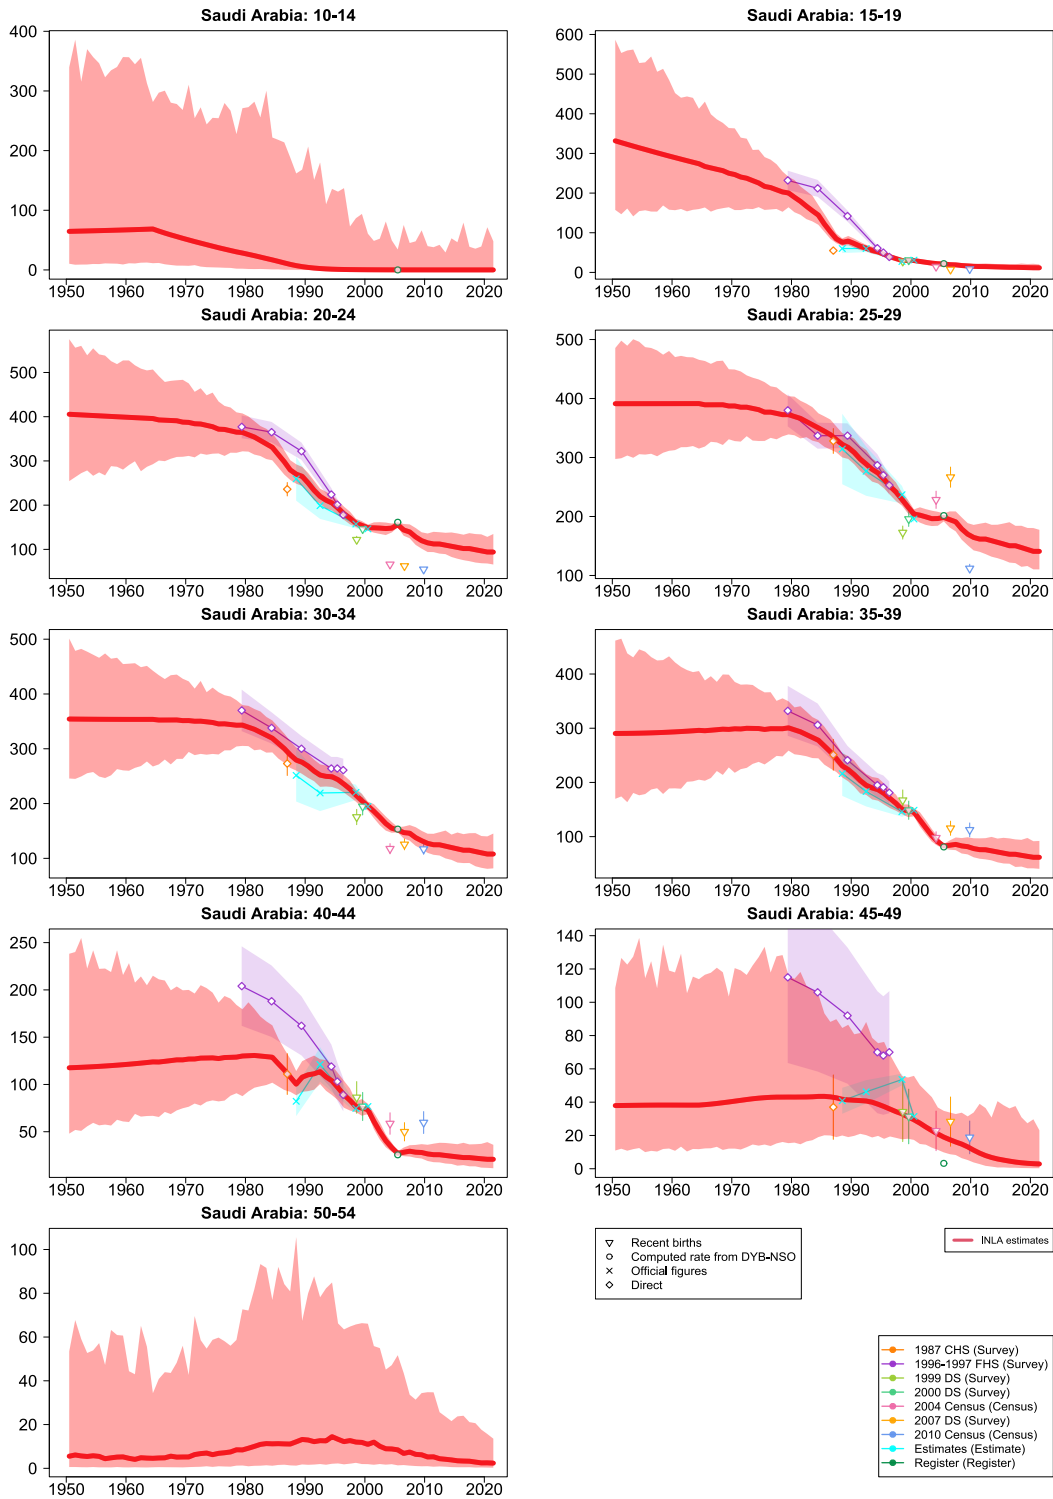 Saudi Arabia: 10-14
400
300
200
100
0
1950 1960 1970 1980 1990 2000 2010 2020
Saudi Arabia: 15-19
600
500
400
300
200
100
0
1950 1960 1970 1980 1990 2000 2010 2020
Saudi Arabia: 20-24
500
400
300
200
100
1950 1960 1970 1980 1990 2000 2010 2020
Saudi Arabia: 25-29
500
400
300
200
100
1950 1960 1970 1980 1990 2000 2010 2020
Saudi Arabia: 30-34
500
400
300
200
100
1950 1960 1970 1980 1990 2000 2010 2020
Saudi Arabia: 35-39
400
300
200
100
0
1950 1960 1970 1980 1990 2000 2010 2020
Saudi Arabia: 40-44
250
200
150
100
50
1950 1960 1970 1980 1990 2000 2010 2020
Saudi Arabia: 45-49
140
120
100
80
60
40
20
0
1950 1960 1970 1980 1990 2000 2010 2020
Saudi Arabia: 50-54
100
80
60
40
20
0
1950 1960 1970 1980 1990 2000 2010 2020
Recent births
Computed rate from DYB-NSO
Official figures
Direct
INLA estimates
1987 CHS (Survey)
1996-1997 FHS (Survey)
1999 DS (Survey)
2000 DS (Survey)
2004 Census (Census)
2007 DS (Survey)
2010 Census (Census)
Estimates (Estimate)
Register (Register)